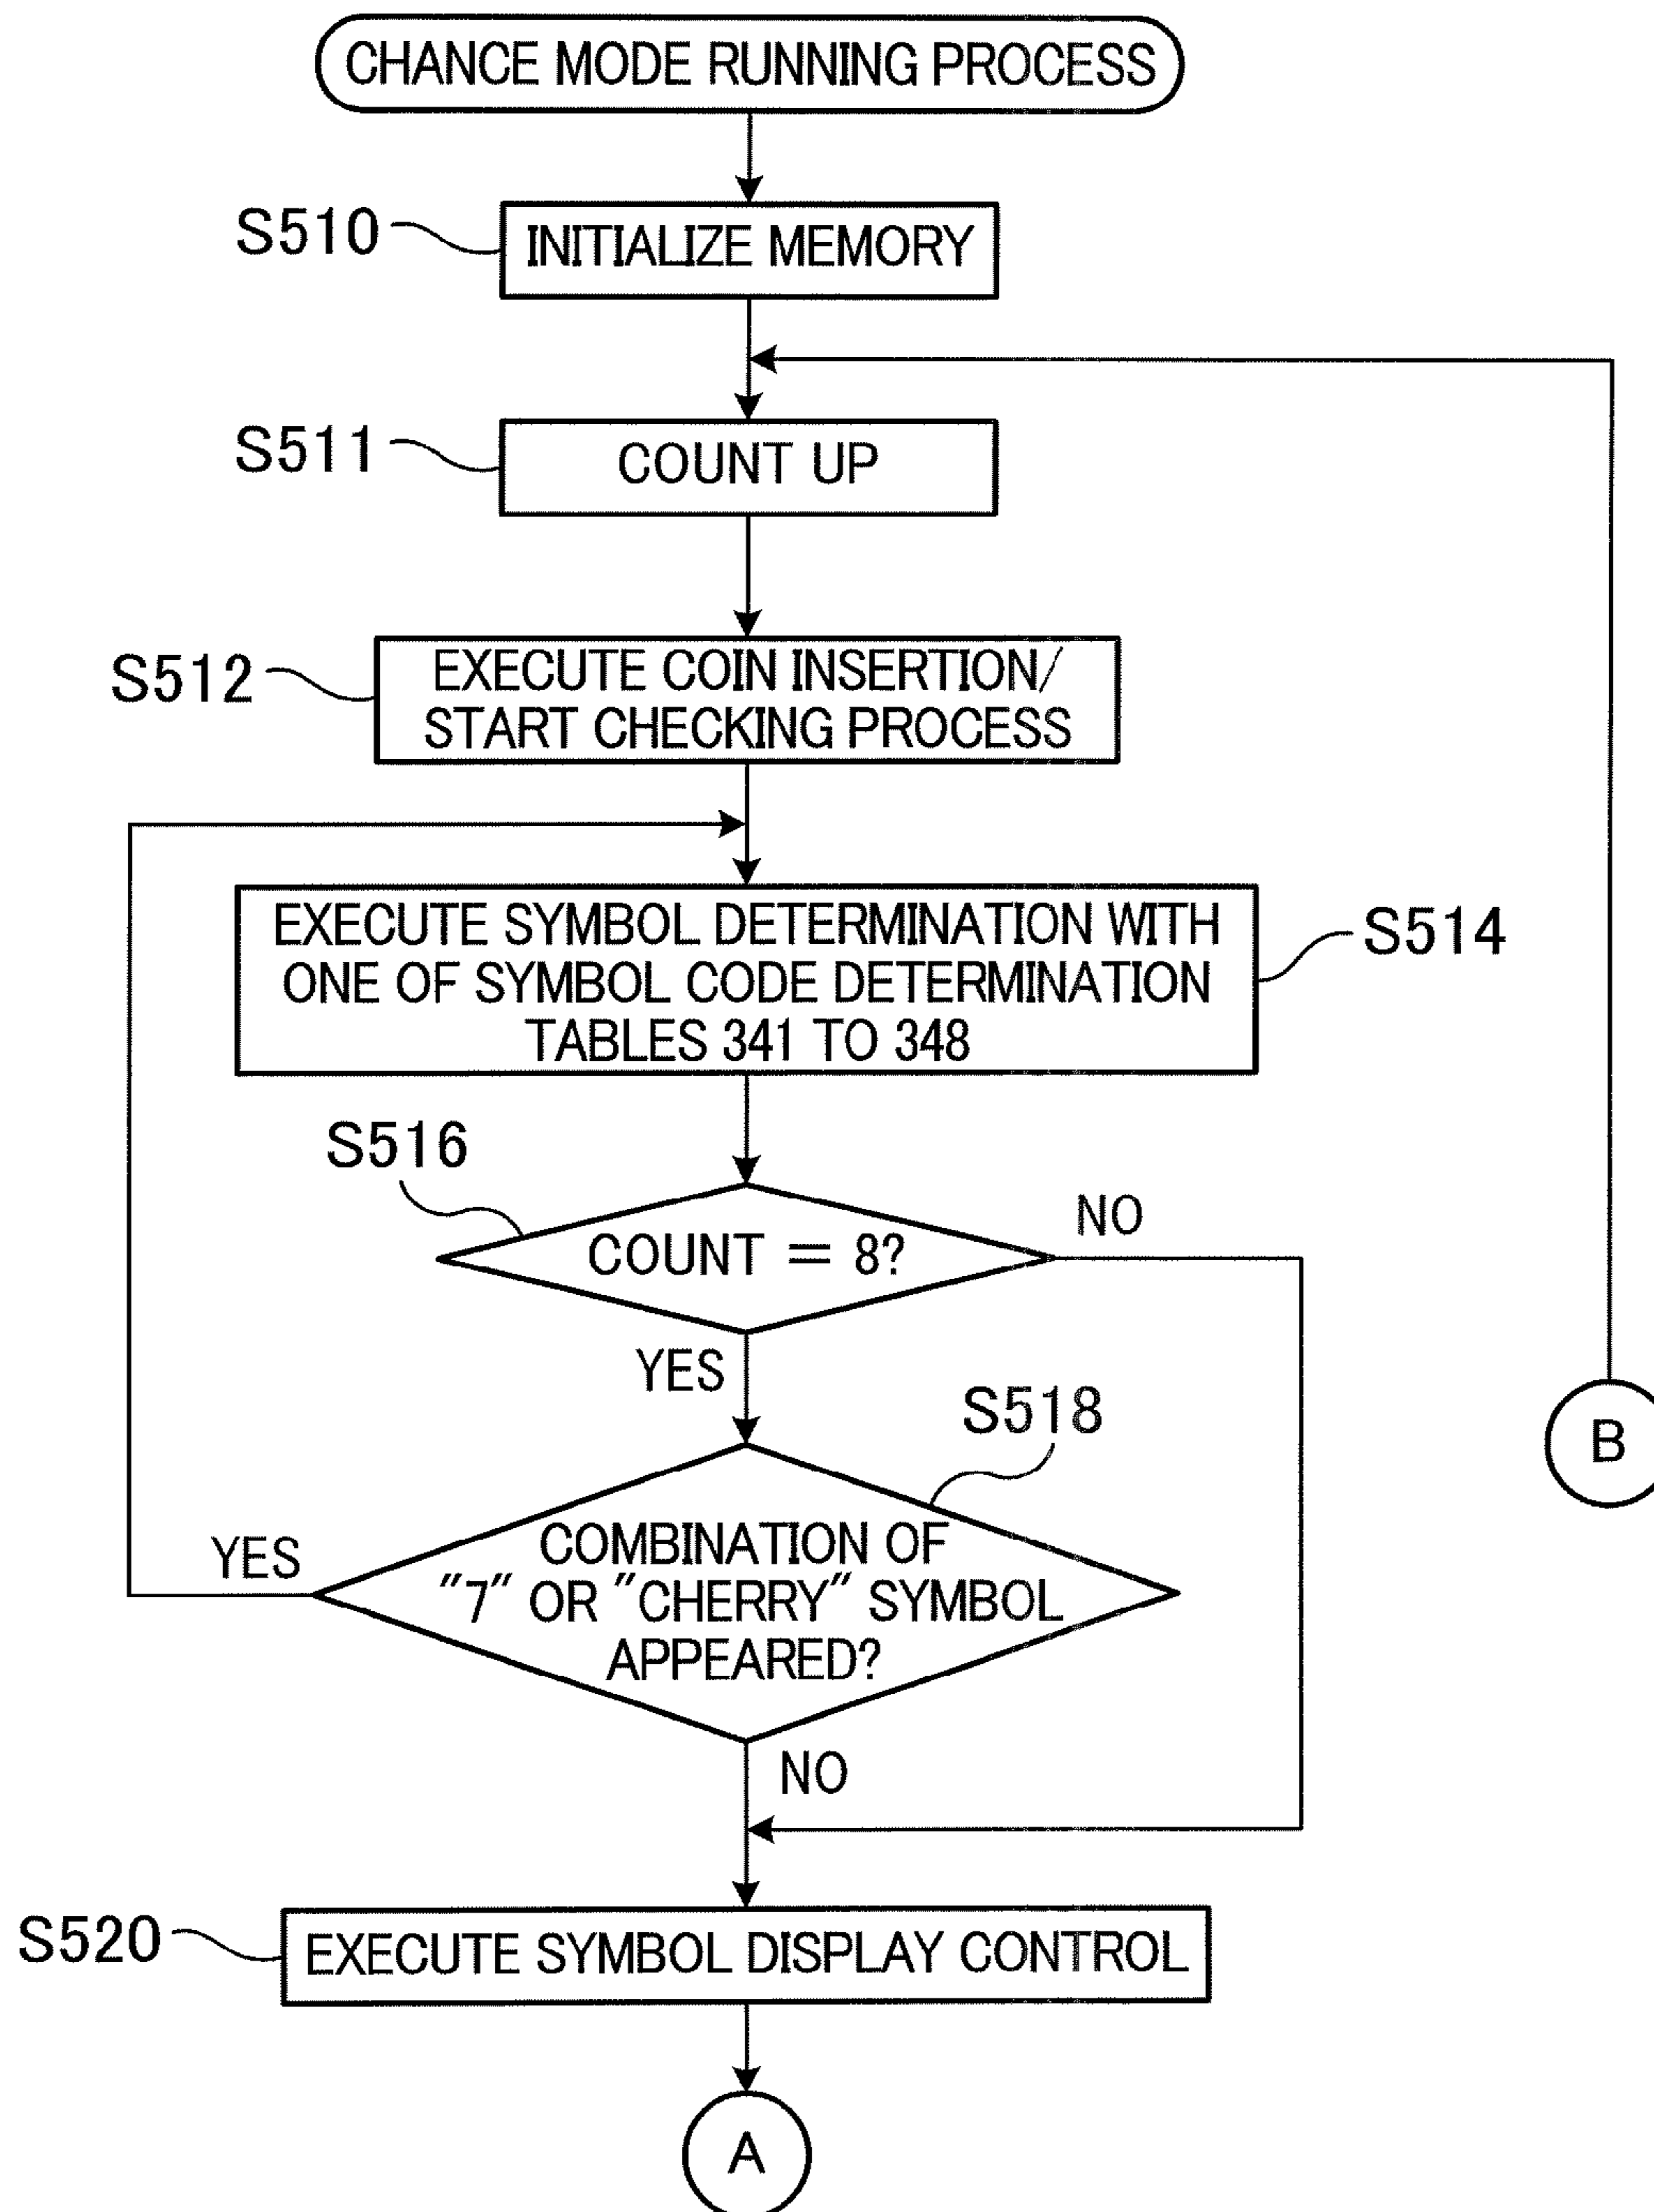 CHANCE MODE RUNNING PROCESS
S510
INITIALIZE MEMORY
S511
COUNT UP
S512
EXECUTE COIN INSERTION/
START CHECKING PROCESS
EXECUTE SYMBOL DETERMINATION WITH
ONE OF SYMBOL CODE DETERMINATION
TABLES 341 TO 348
S514
S516
COUNT = 8?
NO
YES
S518
B
YES
COMBINATION OF
"7" OR "CHERRY" SYMBOL
APPEARED?
NO
S520
EXECUTE SYMBOL DISPLAY CONTROL
A